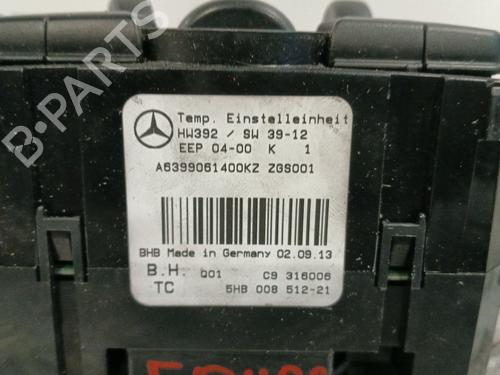 Temp. Einstelleinheit
HW392 / SW 39-12
EEP 04-00 K 1
A6399061400KZ ZGS001
BHB Made in Germany 02.09.13
B.H. Q01 C9 316006
TC 5HB 008 512-21